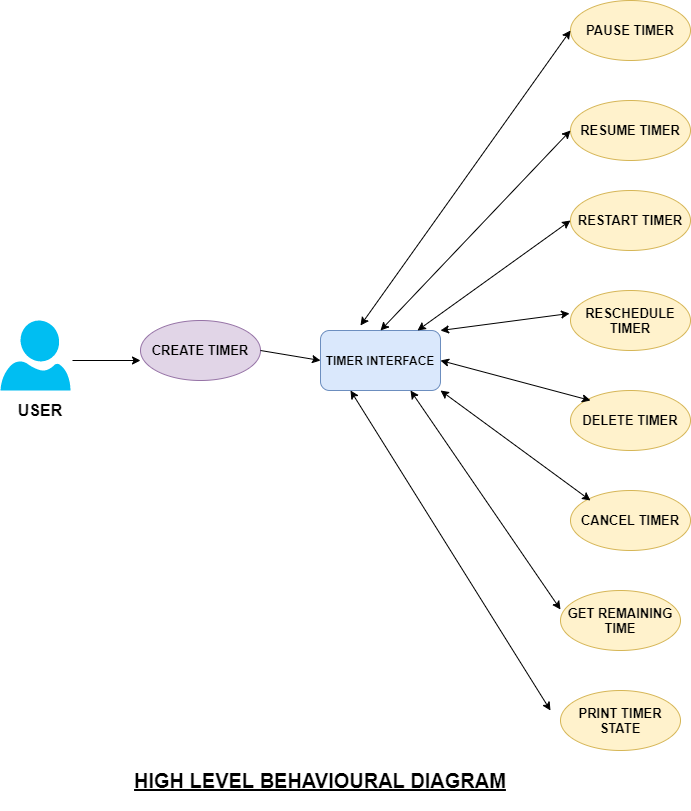 PAUSE TIMER
RESUME TIMER
RESTART TIMER
RESCHEDULE
TIMER
CREATE TIMER
TIMER INTERFACE
USER
DELETE TIMER
CANCEL TIMER
GET REMAINING
TIME
PRINT TIMER
STATE
HIGH LEVEL BEHAVIOURAL DIAGRAM